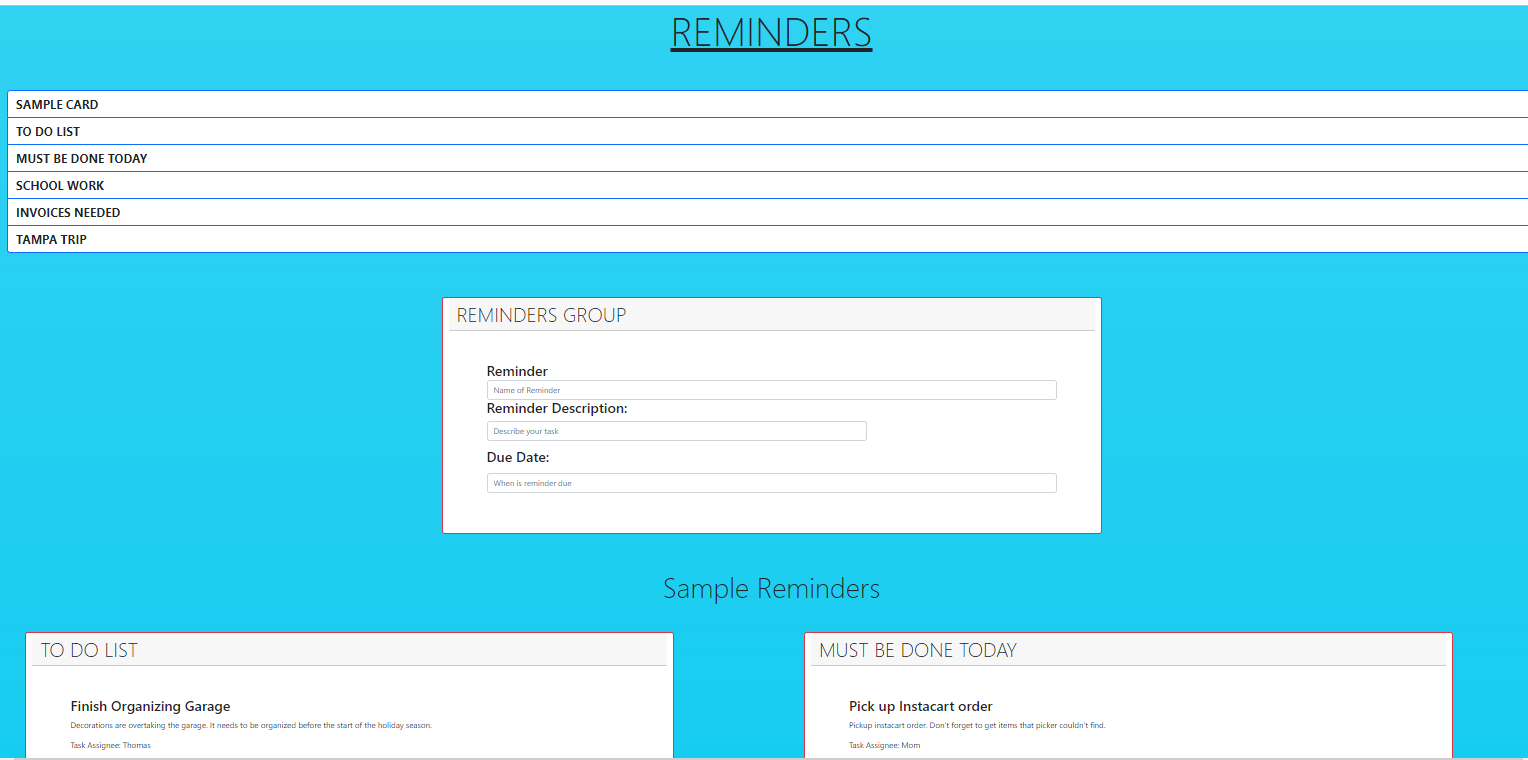 REMINDERS
SAMPLE CARD
TO DO LIST
MUST BE DONE TODAY
SCHOOL WORK
INVOICES NEEDED
TAMPA TRIP
REMINDERS GROUP
Reminder
Name of Reminder
Reminder Description:
Describe your task
Due Date:
When is reminder due
Sample Reminders
TO DO LIST
Finish Organizing Garage
Decorations are overtaking the garage. It needs to be organized before the start of the holiday season.
Task Assignee: Thomas
MUST BE DONE TODAY
Pick up Instacart order
Pickup instacart order. Don't forget to get items that picker couldn't find.
Task Assignee: Mom